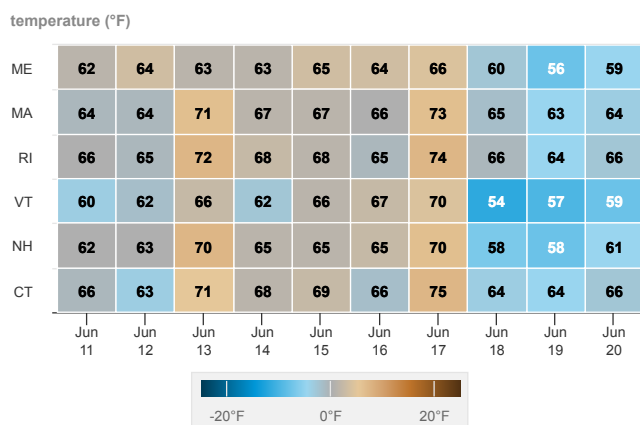 temperature (°F)
ME 62 64 63 63 65 64 66 60 56 59
MA 64 64 71 67 67 66 73 65 63 64
RI 66 65 72 68 68 65 74 66 64 66
VT 60 62 66 62 66 67 70 54 57 59
NH 62 63 70 65 65 65 70 58 58 61
CT 66 63 71 68 69 66 75 64 64 66
Jun Jun Jun Jun Jun Jun Jun Jun Jun Jun
11 12 13 14 15 16 17 18 19 20
-20°F 0°F 20°F